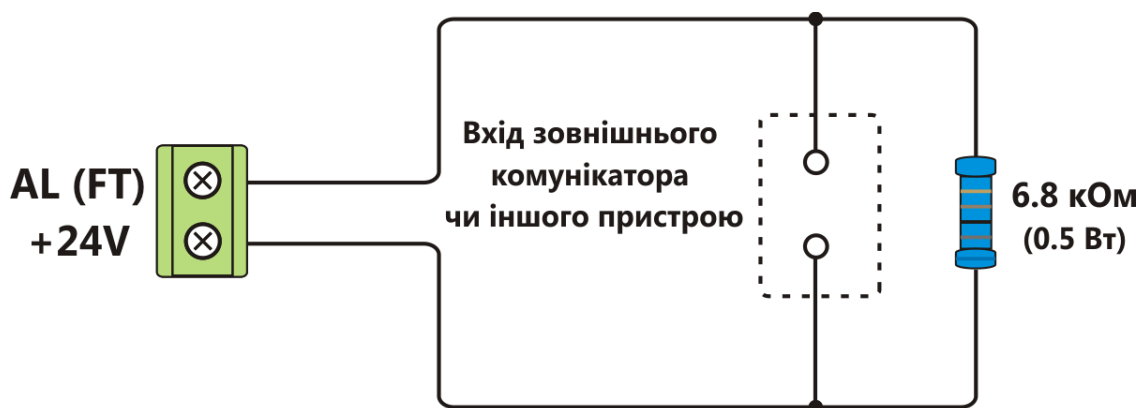 AL (FT)
+24V
Вхід зовнішнього
комунікатора
чи іншого пристрою
6.8 кОм
(0.5 Вт)